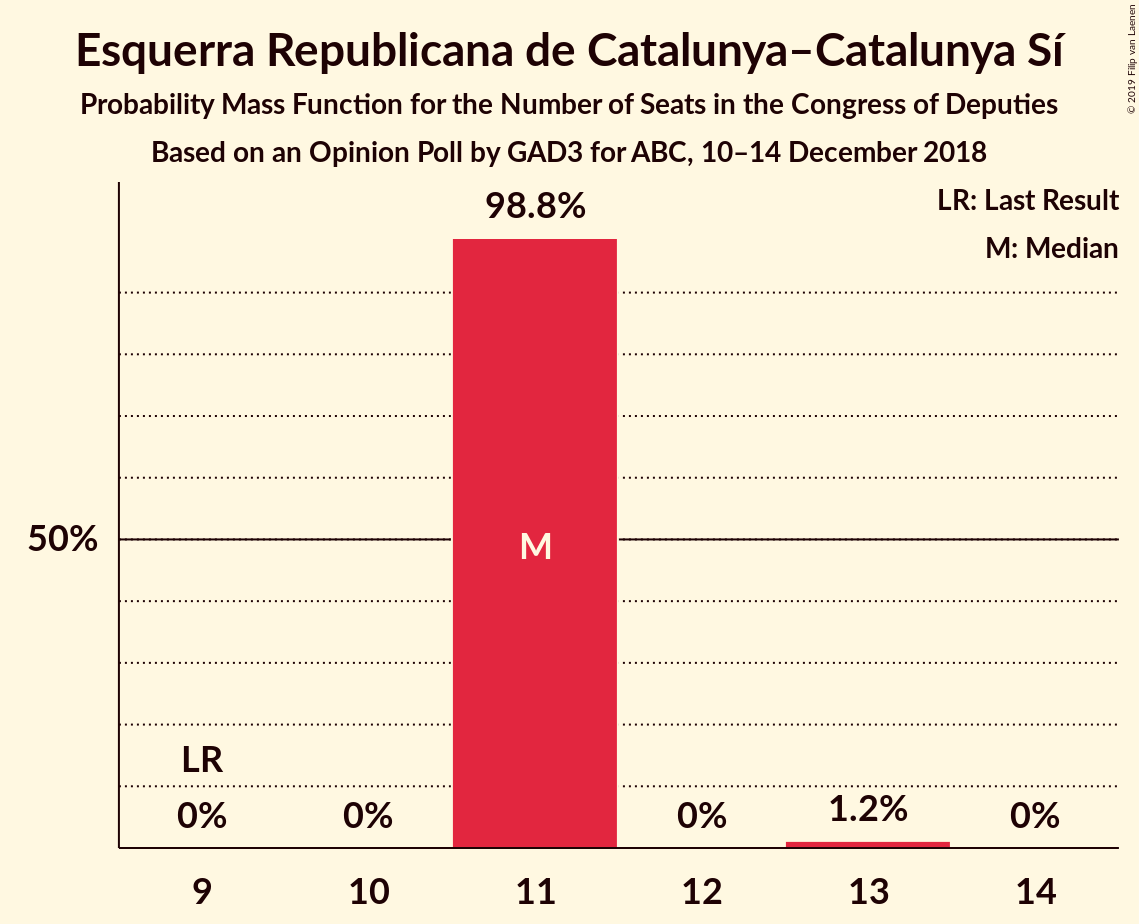 Esquerra Republicana de Catalunya–Catalunya Sí
Probability Mass Function for the Number of Seats in the Congress of Deputies
Based on an Opinion Poll by GAD3 for ABC, 10–14 December 2018
© 2019 Filip van Laenen
LR: Last Result
M: Median
98.8%
50%
M
LR
0%
0%
0%
1.2%
0%
9
10
11
12
13
14